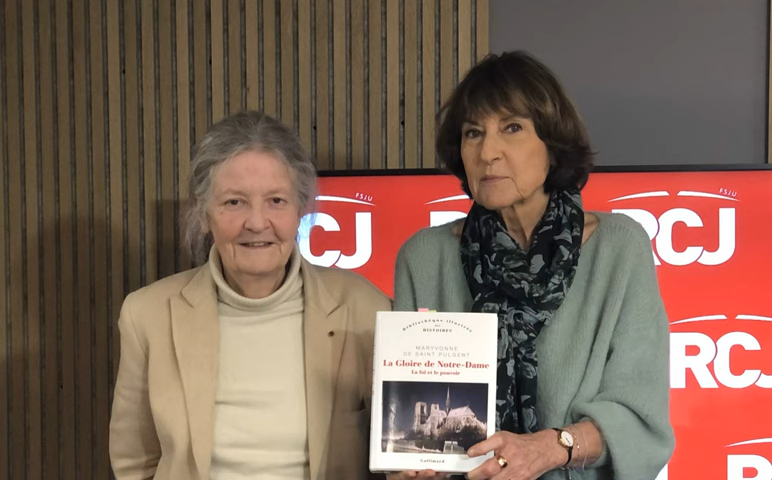 FSJU
RCJ
FSJU
RCJ
RCJ
Bibliothèque illustrée
des
HISTOIRES
MARYVONNE
DE SAINT PULGENT
La Gloire de Notre-Dame
La foi et le pouvoir
Gallimard